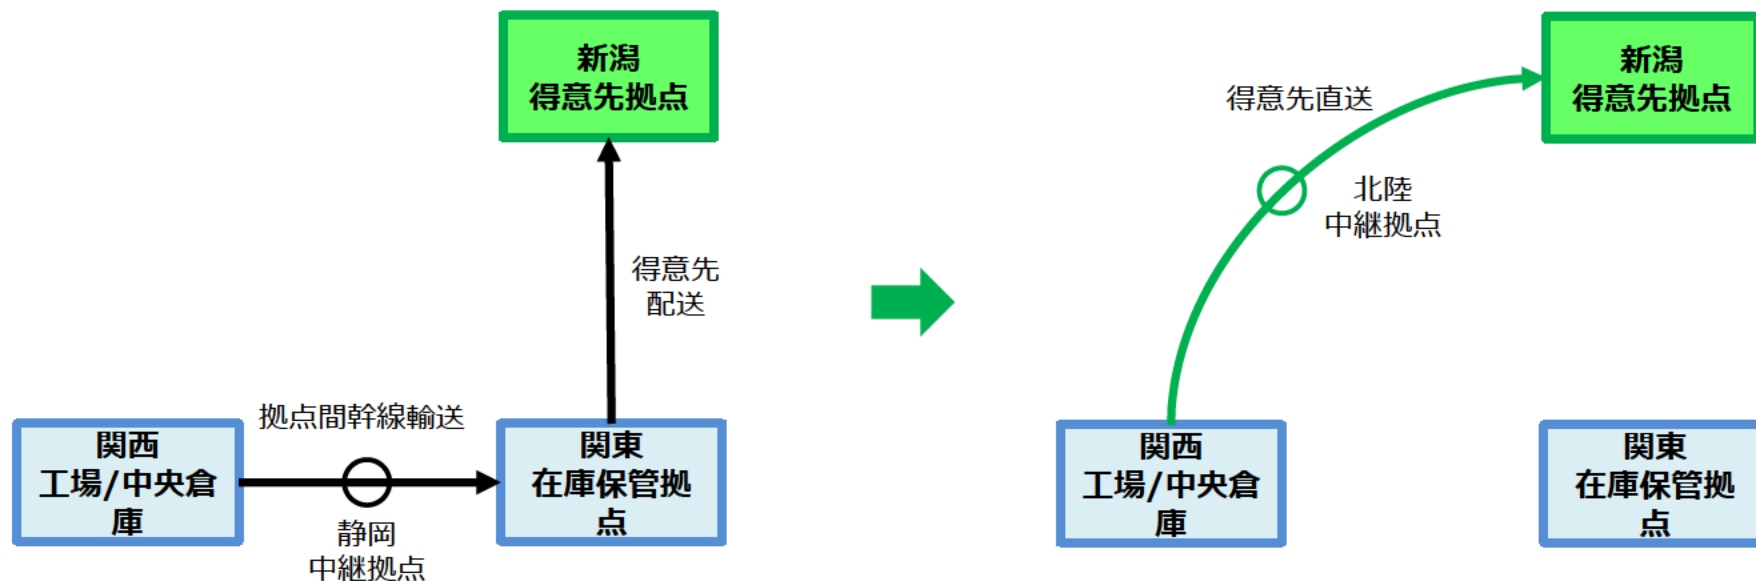 新潟
得意先拠点
得意先
配送
拠点間幹線輸送
関西
工場/中央倉
庫
静岡
中継拠点
関東
在庫保管拠
点
新潟
得意先拠点
得意先直送
北陸
中継拠点
関西
工場/中央倉
庫
関東
在庫保管拠
点